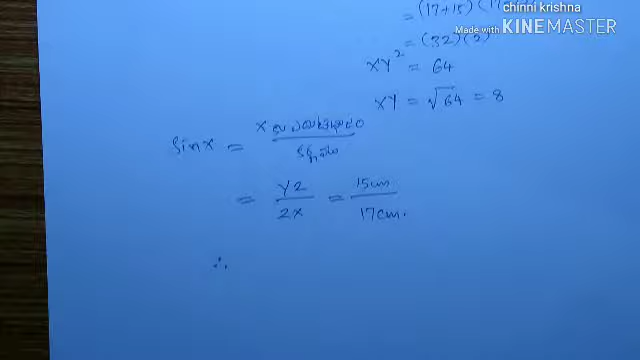 chinni krishna
Made with KINEMASTER
= (17+15)
= (32)(2)
XY² = 64
XY = √64 = 8
Sin x =
= YZ / ZX = 15cm / 17cm.
∴